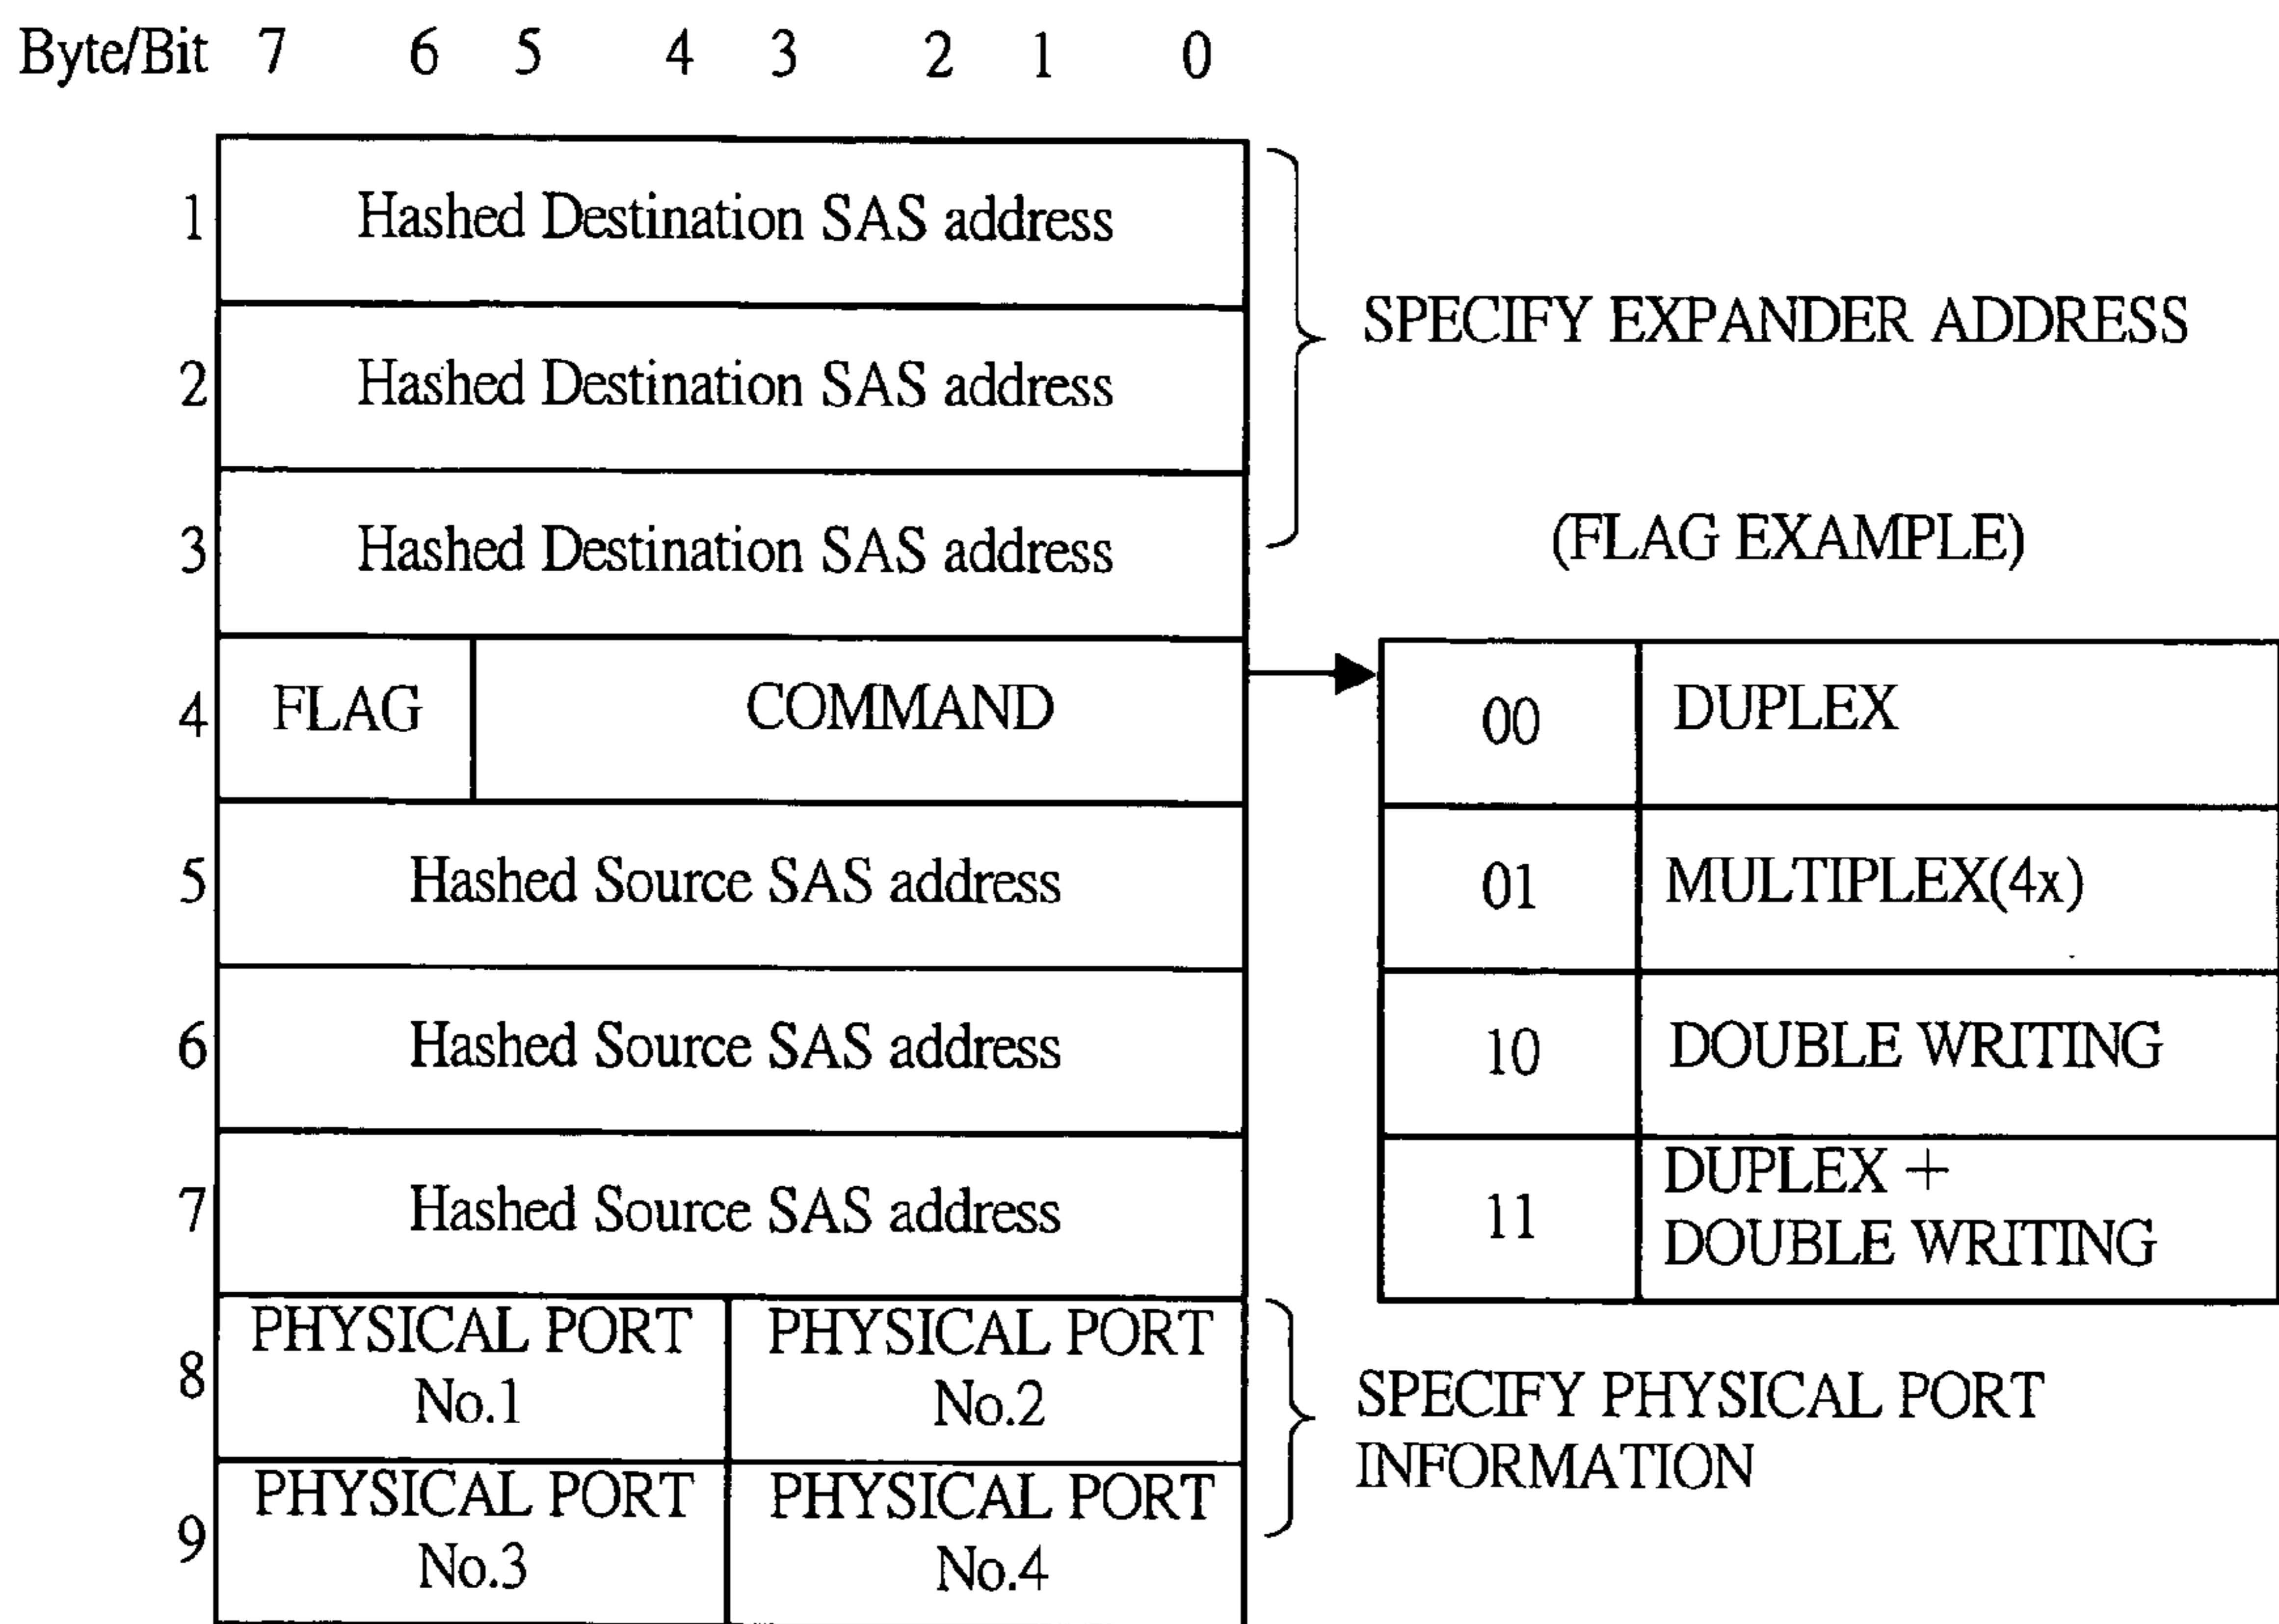 Byte/Bit 7 6 5 4 3 2 1 0
1 Hashed Destination SAS address
2 Hashed Destination SAS address
SPECIFY EXPANDER ADDRESS
3 Hashed Destination SAS address
(FLAG EXAMPLE)
4 FLAG COMMAND
5 Hashed Source SAS address
6 Hashed Source SAS address
7 Hashed Source SAS address
00 DUPLEX
01 MULTIPLEX(4x)
10 DOUBLE WRITING
11 DUPLEX +
DOUBLE WRITING
8 PHYSICAL PORT No.1
PHYSICAL PORT No.2
9 PHYSICAL PORT No.3
PHYSICAL PORT No.4
SPECIFY PHYSICAL PORT
INFORMATION